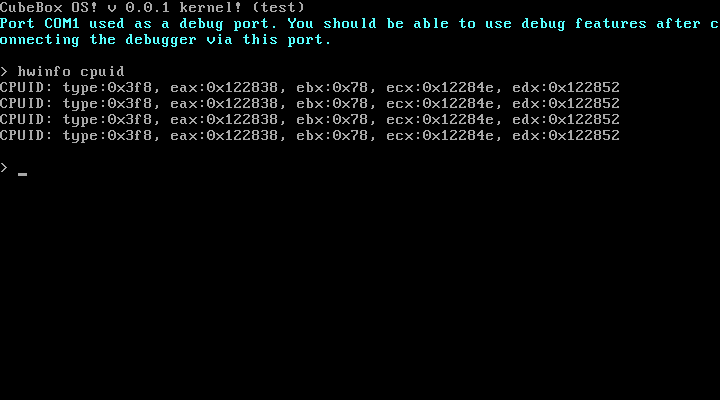 CubeBox OS! v 0.0.1 kernel! (test)
Port COM1 used as a debug port. You should be able to use debug features after c
onnecting the debugger via this port.
> hwinfo cpuid
CPUID: type:0x3f8, eax:0x122838, ebx:0x78, ecx:0x12284e, edx:0x122852
CPUID: type:0x3f8, eax:0x122838, ebx:0x78, ecx:0x12284e, edx:0x122852
CPUID: type:0x3f8, eax:0x122838, ebx:0x78, ecx:0x12284e, edx:0x122852
CPUID: type:0x3f8, eax:0x122838, ebx:0x78, ecx:0x12284e, edx:0x122852
> _